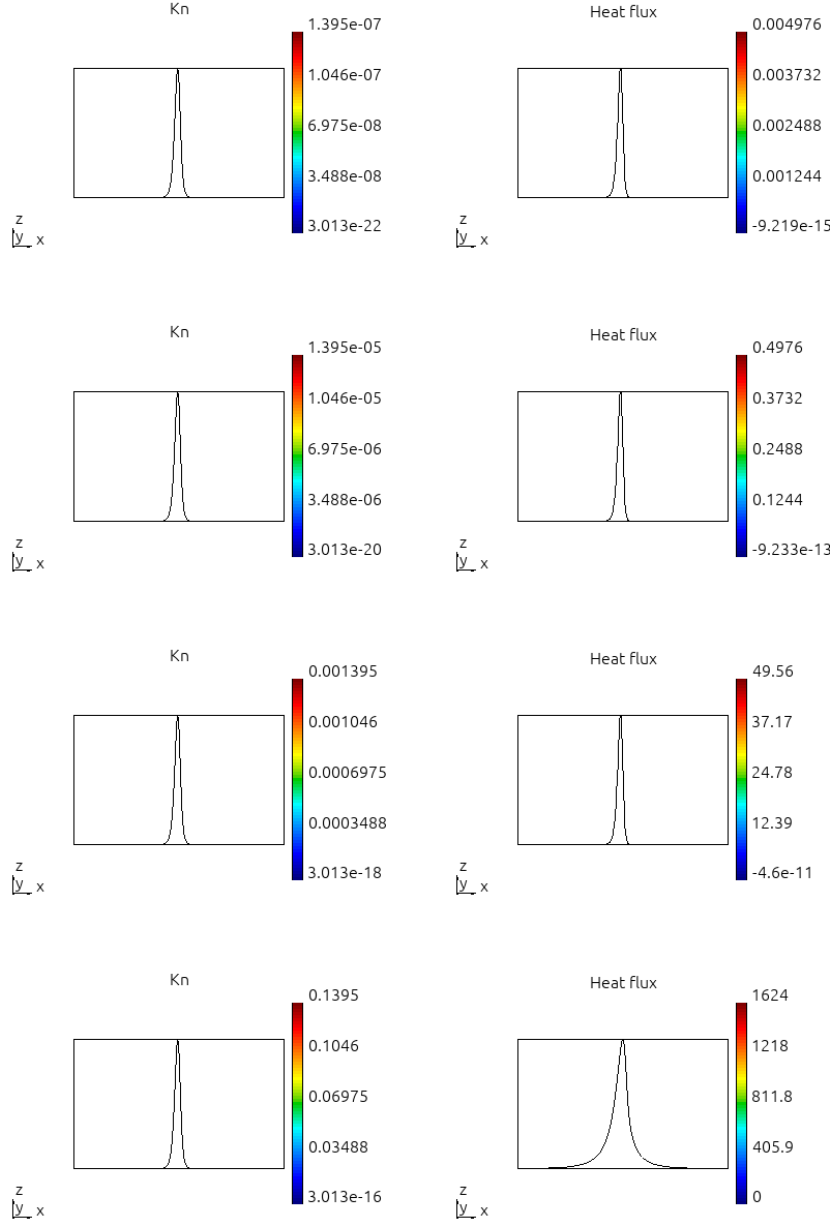 Kn
1.395e-07
1.046e-07
6.975e-08
3.488e-08
3.013e-22
z
y x
Heat flux
0.004976
0.003732
0.002488
0.001244
-9.219e-15
z
y x
Kn
1.395e-05
1.046e-05
6.975e-06
3.488e-06
3.013e-20
z
y x
Heat flux
0.4976
0.3732
0.2488
0.1244
-9.233e-13
z
y x
Kn
0.001395
0.001046
0.0006975
0.0003488
3.013e-18
z
y x
Heat flux
49.56
37.17
24.78
12.39
-4.6e-11
z
y x
Kn
0.1395
0.1046
0.06975
0.03488
3.013e-16
z
y x
Heat flux
1624
1218
811.8
405.9
0
z
y x